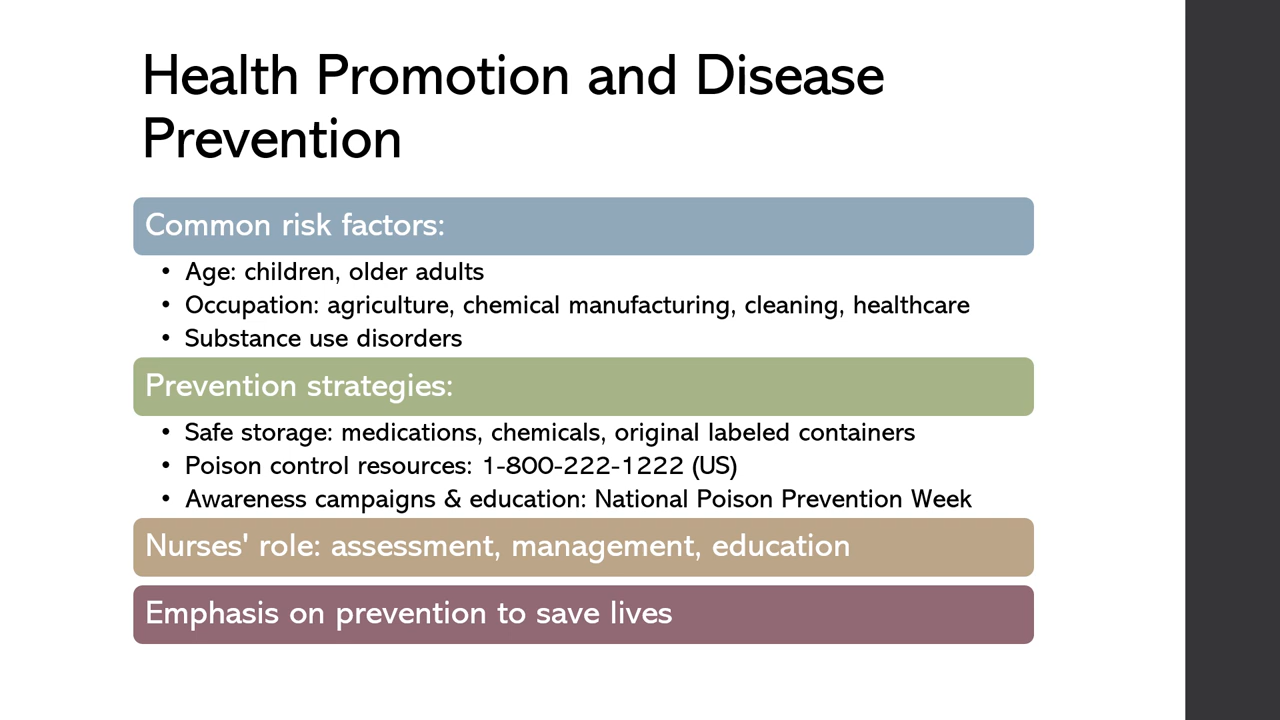 Health Promotion and Disease
Prevention
Common risk factors:
• Age: children, older adults
• Occupation: agriculture, chemical manufacturing, cleaning, healthcare
• Substance use disorders
Prevention strategies:
• Safe storage: medications, chemicals, original labeled containers
• Poison control resources: 1-800-222-1222 (US)
• Awareness campaigns & education: National Poison Prevention Week
Nurses' role: assessment, management, education
Emphasis on prevention to save lives